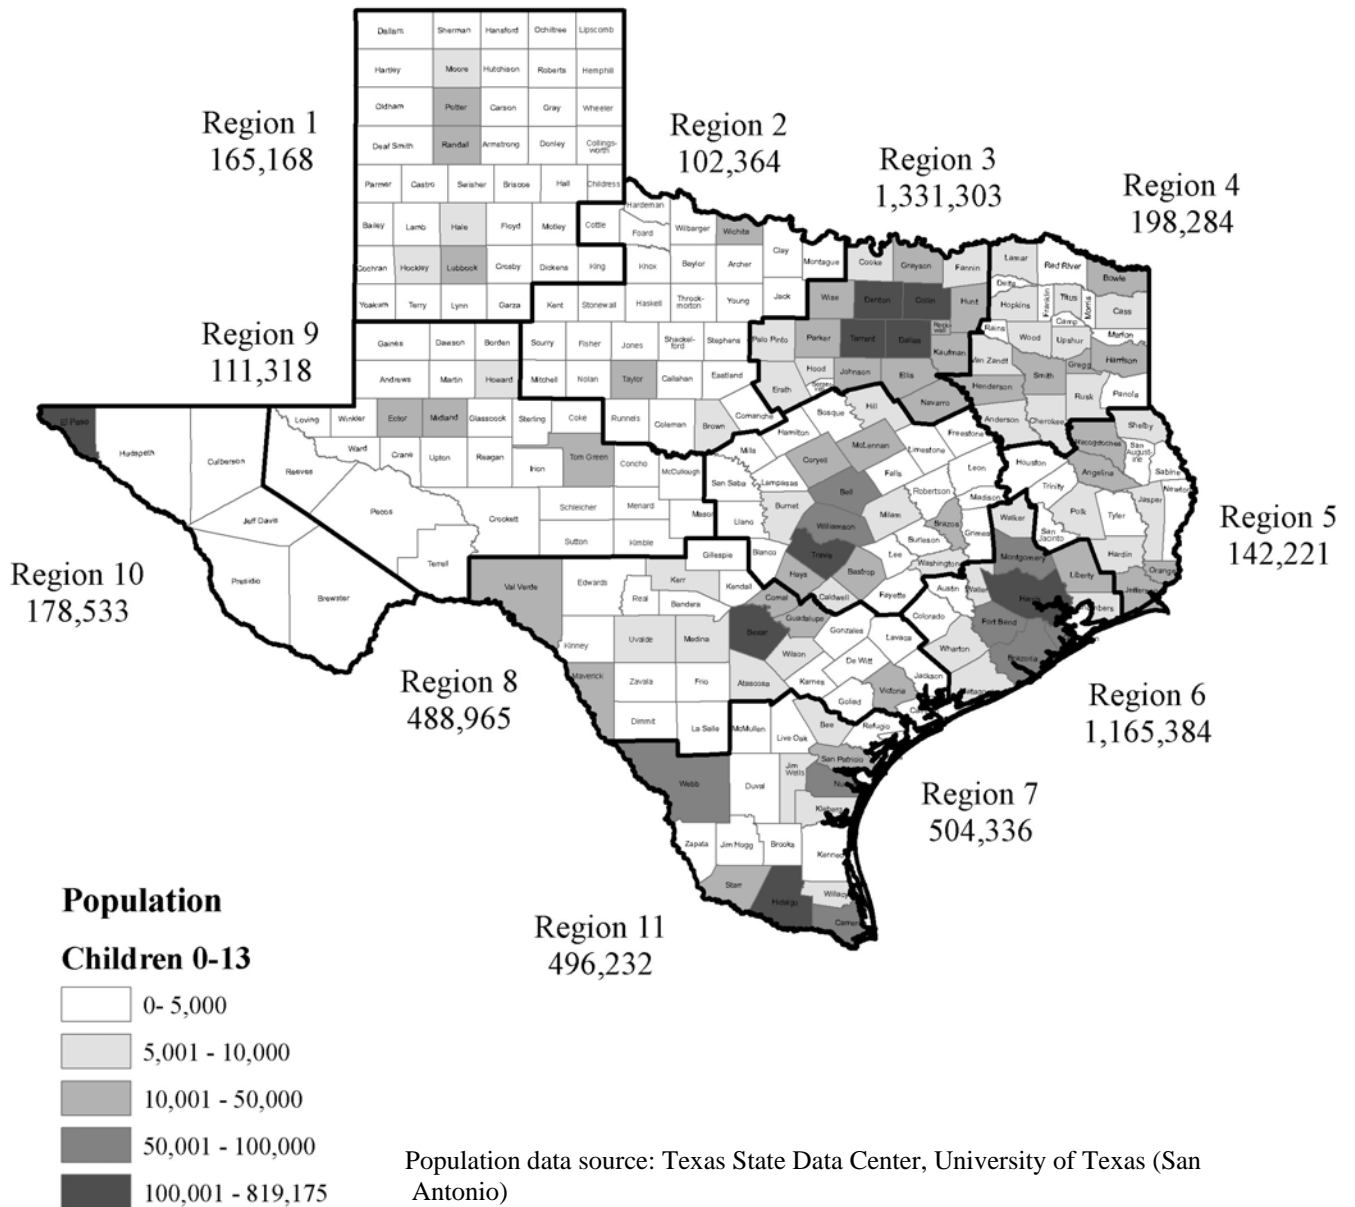 Dallam Sherman Hansford Ochiltree Lipscomb
Hartley Moore Hutchison Roberts Hemphill
Region 1
165,168
Oldham Potter Carson Gray Wheeler
Deaf Smith Randall Armstrong Donley Collings-
worth
Region 2
102,364
Region 3
1,331,303
Region 4
198,284
Parmer Castro Swisher Briscoe Hall Childress
Bailey Lamb Hale Floyd Motley Cottle
Hardeman
Foard Wilbarger Wichita Clay
Montague Cooke Grayson Fannin Lamar Red River Bowie
Cochran Hockley Lubbock Crosby Dickens King Knox Baylor Archer
Yoakum Terry Lynn Garza Kent Stonewall Haskell Throck-
morton Young Jack Wise Denton Collin Hunt Delta Hopkins Franklin Titus Morris Cass
Camp Marion
Region 9
111,318
Gaines Dawson Borden Scurry Fisher Jones Shackel-
ford Stephens Palo Pinto Parker Tarrant Dallas Rock-
wall Kaufman Rains Wood Upshur Harrison
Andrews Martin Howard Mitchell Nolan Taylor Callahan Eastland Erath Hood Johnson Ellis Van Zandt Smith Gregg
Navarro Henderson Rusk Panola
El Paso Hudspeth Culberson Loving Winkler Ector Midland Glasscock Sterling Coke Runnels Coleman Brown Comanche
Bosque Hill Freestone Anderson Cherokee Shelby
Reeves Ward Crane Upton Reagan Irion Tom Green Concho McCullough
San Saba Mills Hamilton Coryell McLennan Limestone Falls Leon Houston Nacogdoches San
August-
ine
Angelina Sabine
Jeff Davis Pecos Crockett Schleicher Menard Mason Lampasas Bell Robertson Madison Trinity Polk Tyler Jasper Newton
Sutton Kimble Llano Burnet Williamson Milam Brazos Grimes Walker San
Jacinto Hardin Orange
Region 5
142,221
Region 10
178,533
Presidio Brewster Terrell
Val Verde Edwards Gillespie Blanco Travis Lee Burleson Washington Montgomery Liberty Jefferson
Real Kerr Kendall Hays Bastrop Fayette Austin Harris
Bandera Comal Caldwell Colorado Fort Bend
Kinney Uvalde Medina Bexar Guadalupe Gonzales Lavaca Wharton Brazoria
Wilson De Witt Jackson
Region 8
488,965
Maverick Zavala Frio Atascosa Karnes Goliad Victoria
Dimmit La Salle McMullen Live Oak Bee Refugio
Region 6
1,165,384
Webb Duval Jim
Wells San Patricio
Kleberg
Region 7
504,336
Zapata Jim Hogg Brooks
Starr Hidalgo Willacy
Region 11
496,232
Population
Children 0-13
0- 5,000
5,001 - 10,000
10,001 - 50,000
50,001 - 100,000
100,001 - 819,175
Population data source: Texas State Data Center, University of Texas (San
Antonio)